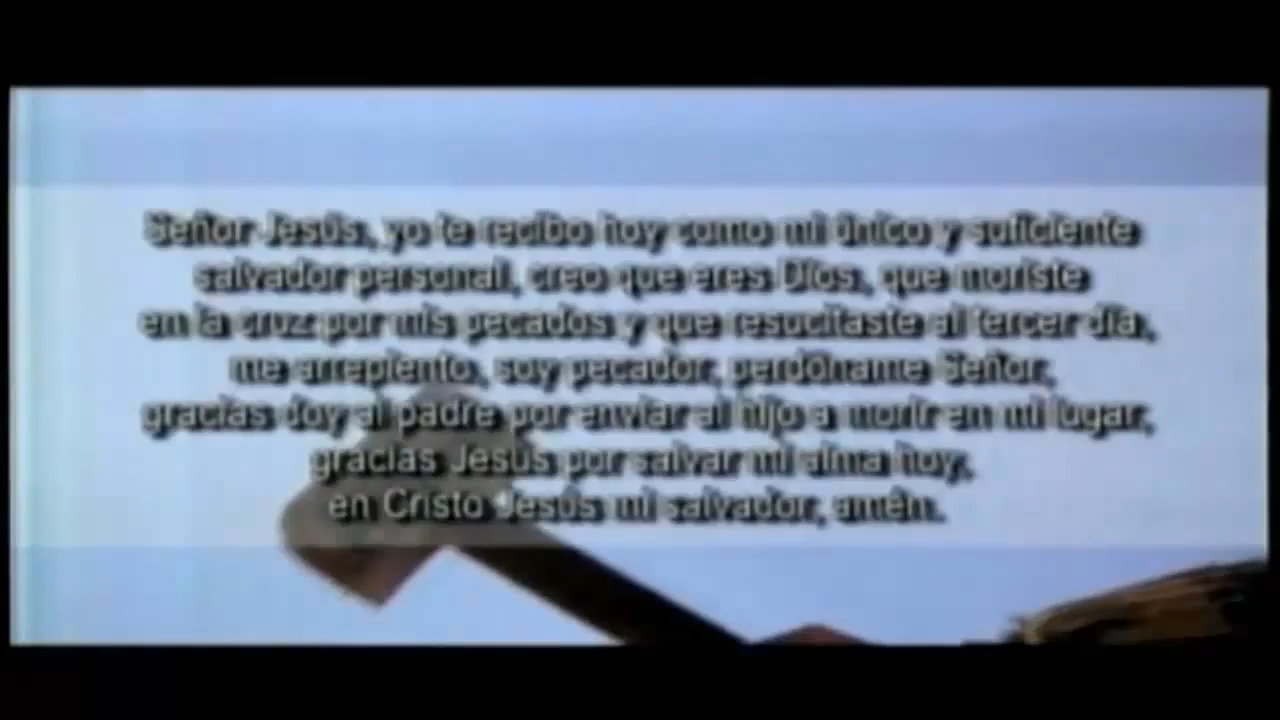 Señor Jesús, yo te recibo hoy como mi único y suficiente
salvador personal, creo que eres Dios, que moriste
en la cruz por mis pecados y que resucitaste al tercer día,
me arrepiento, soy pecador, perdóname Señor,
gracias doy al padre por enviar al hijo a morir en mi lugar,
gracias Jesús por salvar mi alma hoy,
en Cristo Jesús mi salvador, amén.